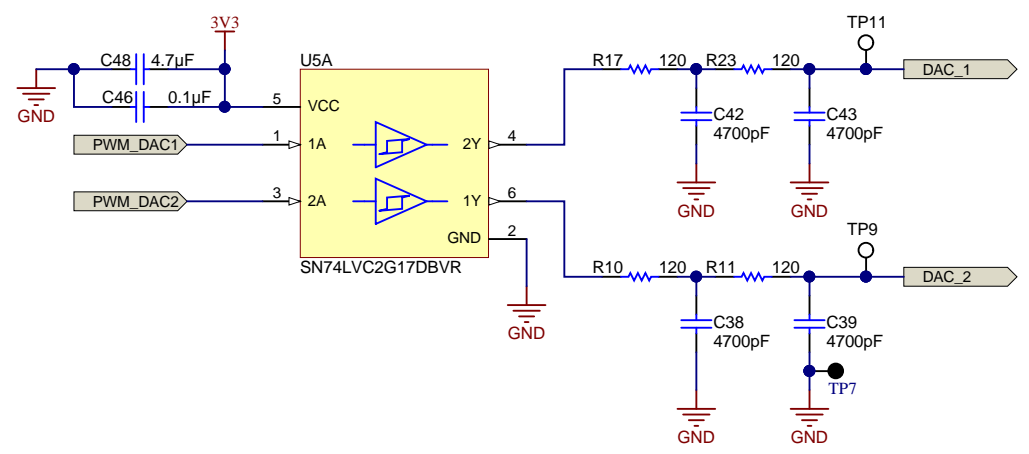 3V3
TP11
C48 4.7µF
U5A
R17 120 R23 120
DAC_1
C46 0.1µF
5 VCC
GND
C42
4700pF
C43
4700pF
PWM_DAC1 1 1A
2Y 4
PWM_DAC2 3 2A
1Y 6
GND
GND
GND 2
TP9
SN74LVC2G17DBVR
R10 120 R11 120
DAC_2
GND
C38
4700pF
C39
4700pF
TP7
GND
GND